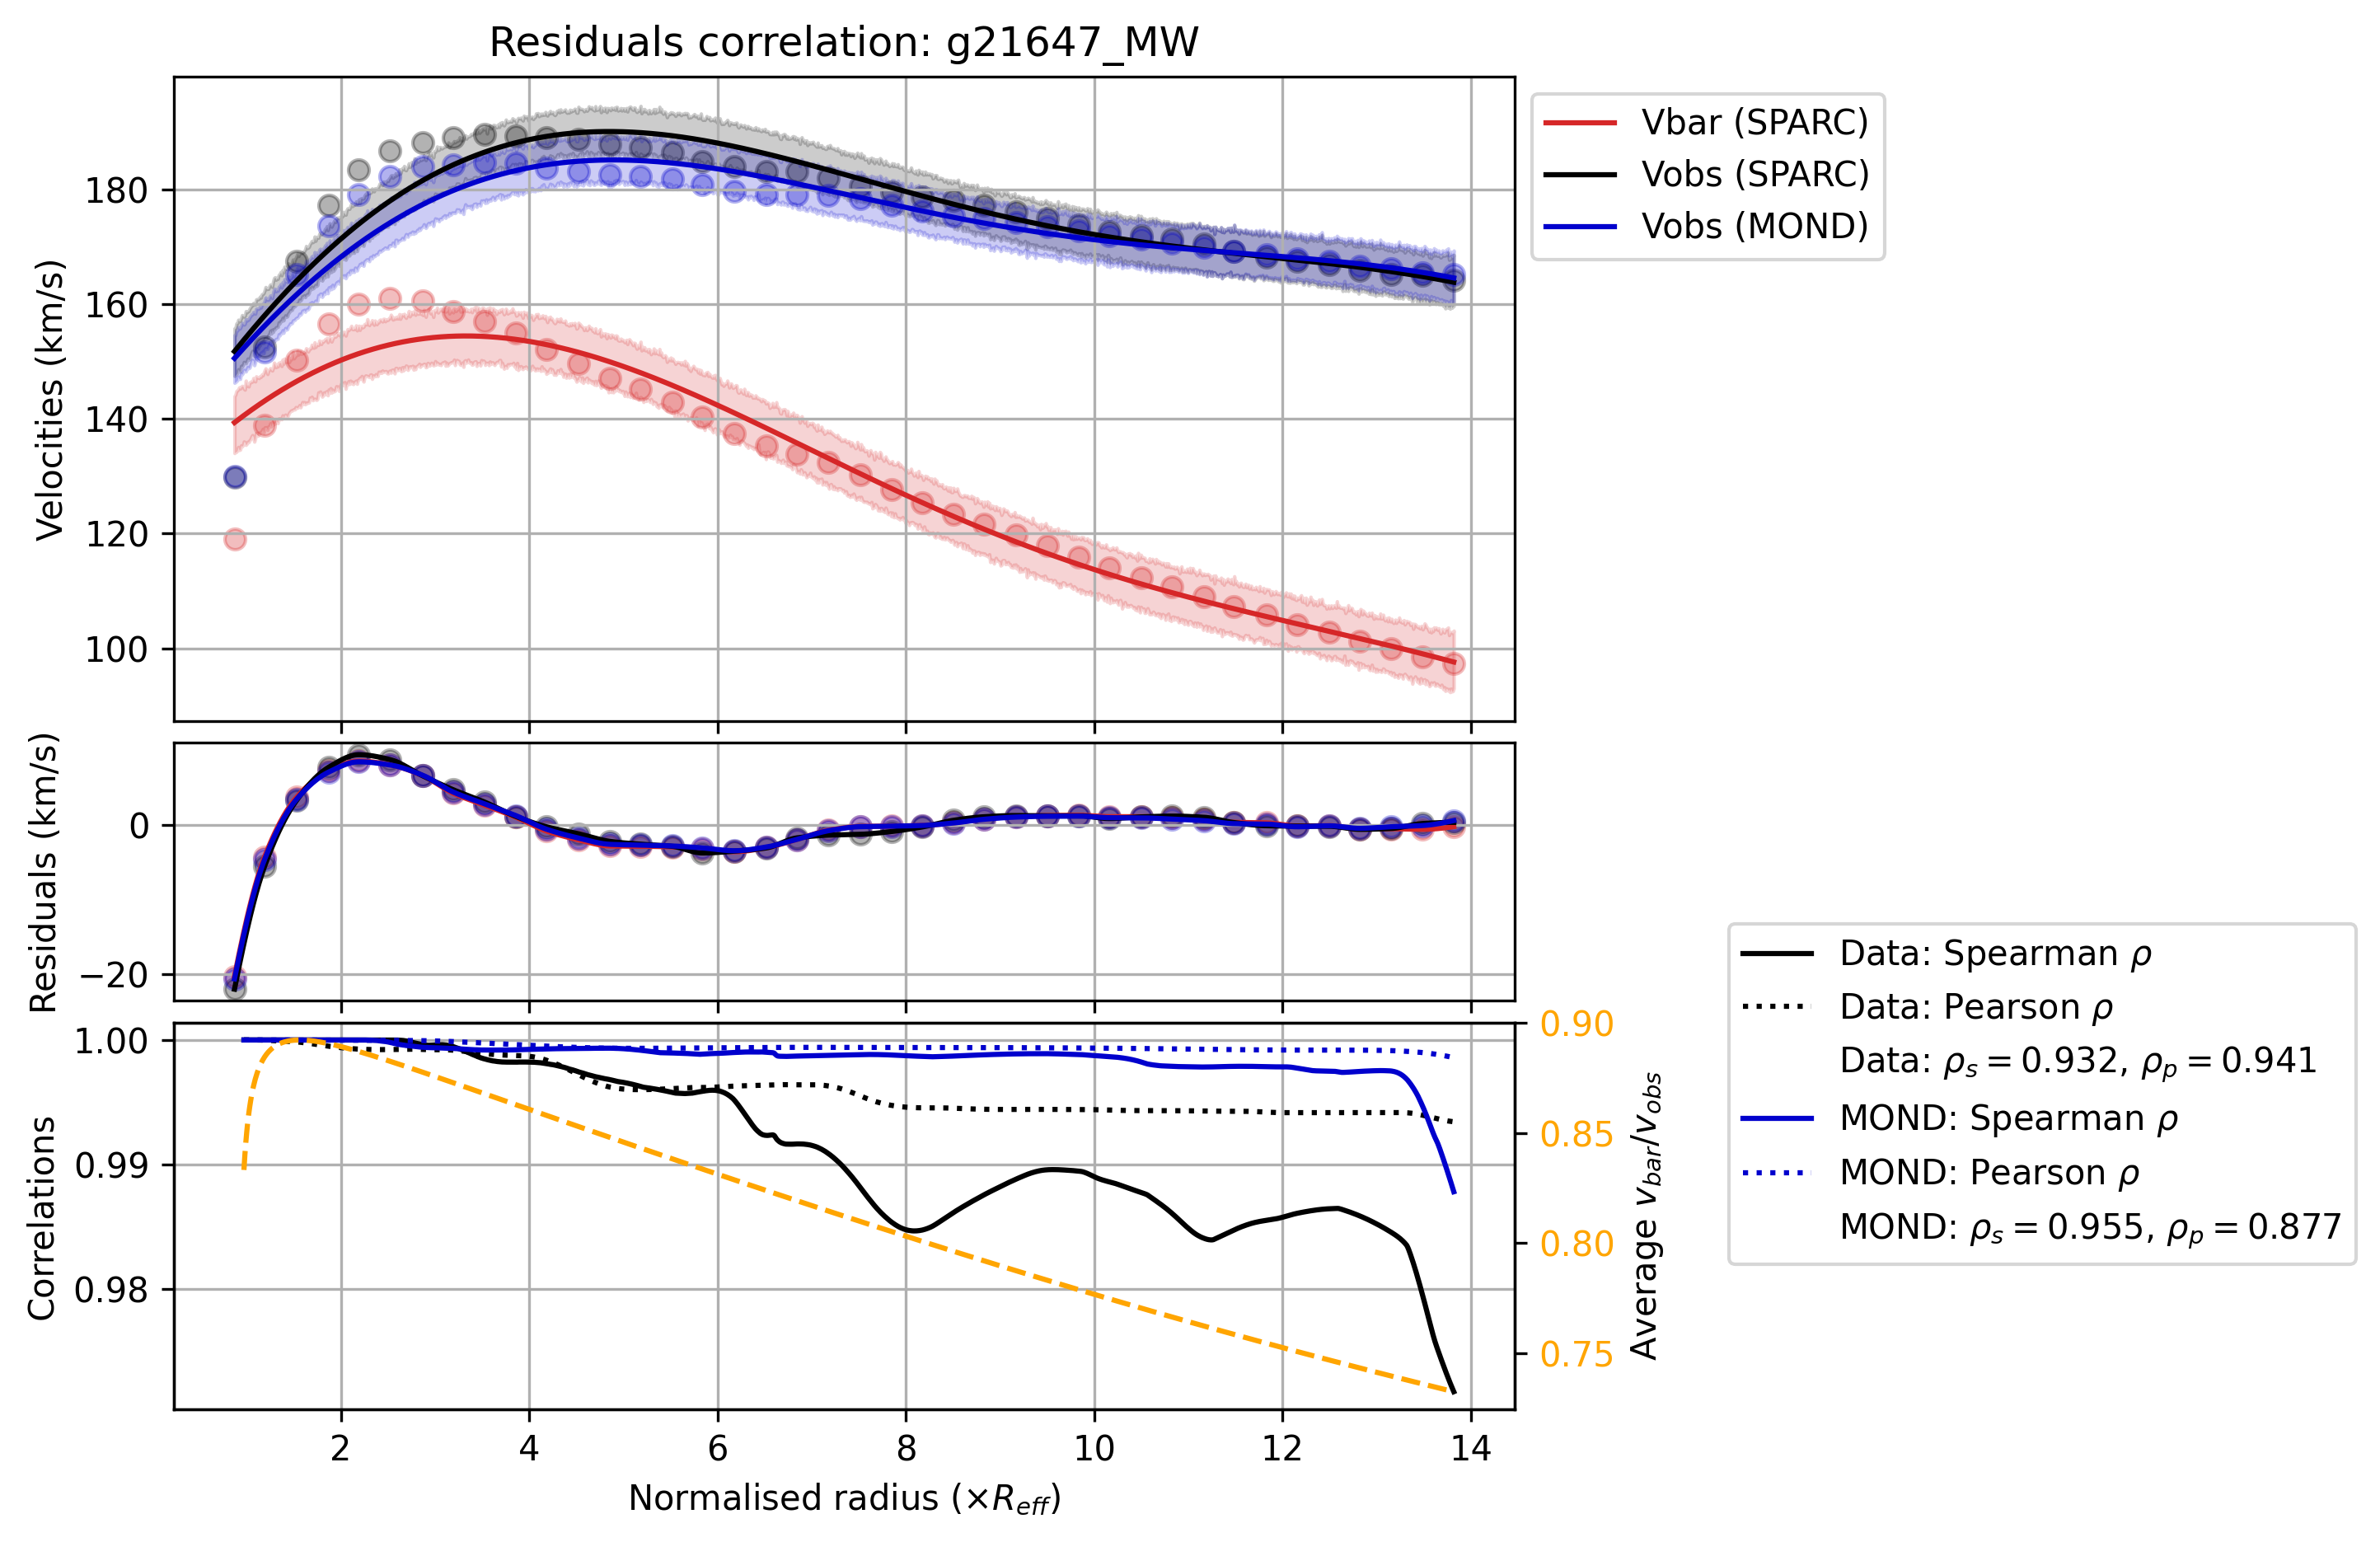 Residuals correlation: g21647_MW
Velocities (km/s)
180
160
140
120
100
Vbar (SPARC)
Vobs (SPARC)
Vobs (MOND)
Residuals (km/s)
0
−20
Correlations
1.00
0.99
0.98
0.90
0.85
0.80
0.75
Average v_bar/v_obs
Data: Spearman ρ
Data: Pearson ρ
Data: ρ_s = 0.932, ρ_p = 0.941
MOND: Spearman ρ
MOND: Pearson ρ
MOND: ρ_s = 0.955, ρ_p = 0.877
2 4 6 8 10 12 14
Normalised radius (×R_eff)